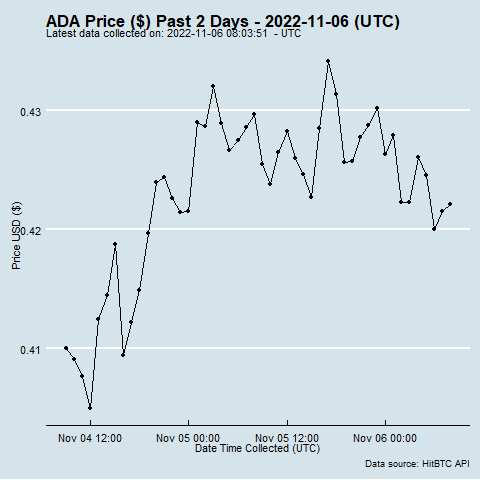 ADA Price ($) Past 2 Days - 2022-11-06 (UTC)
Latest data collected on: 2022-11-06 08:03:51 - UTC
0.43
0.42
0.41
Price USD ($)
Nov 04 12:00 Nov 05 00:00 Nov 05 12:00 Nov 06 00:00
Date Time Collected (UTC)
Data source: HitBTC API